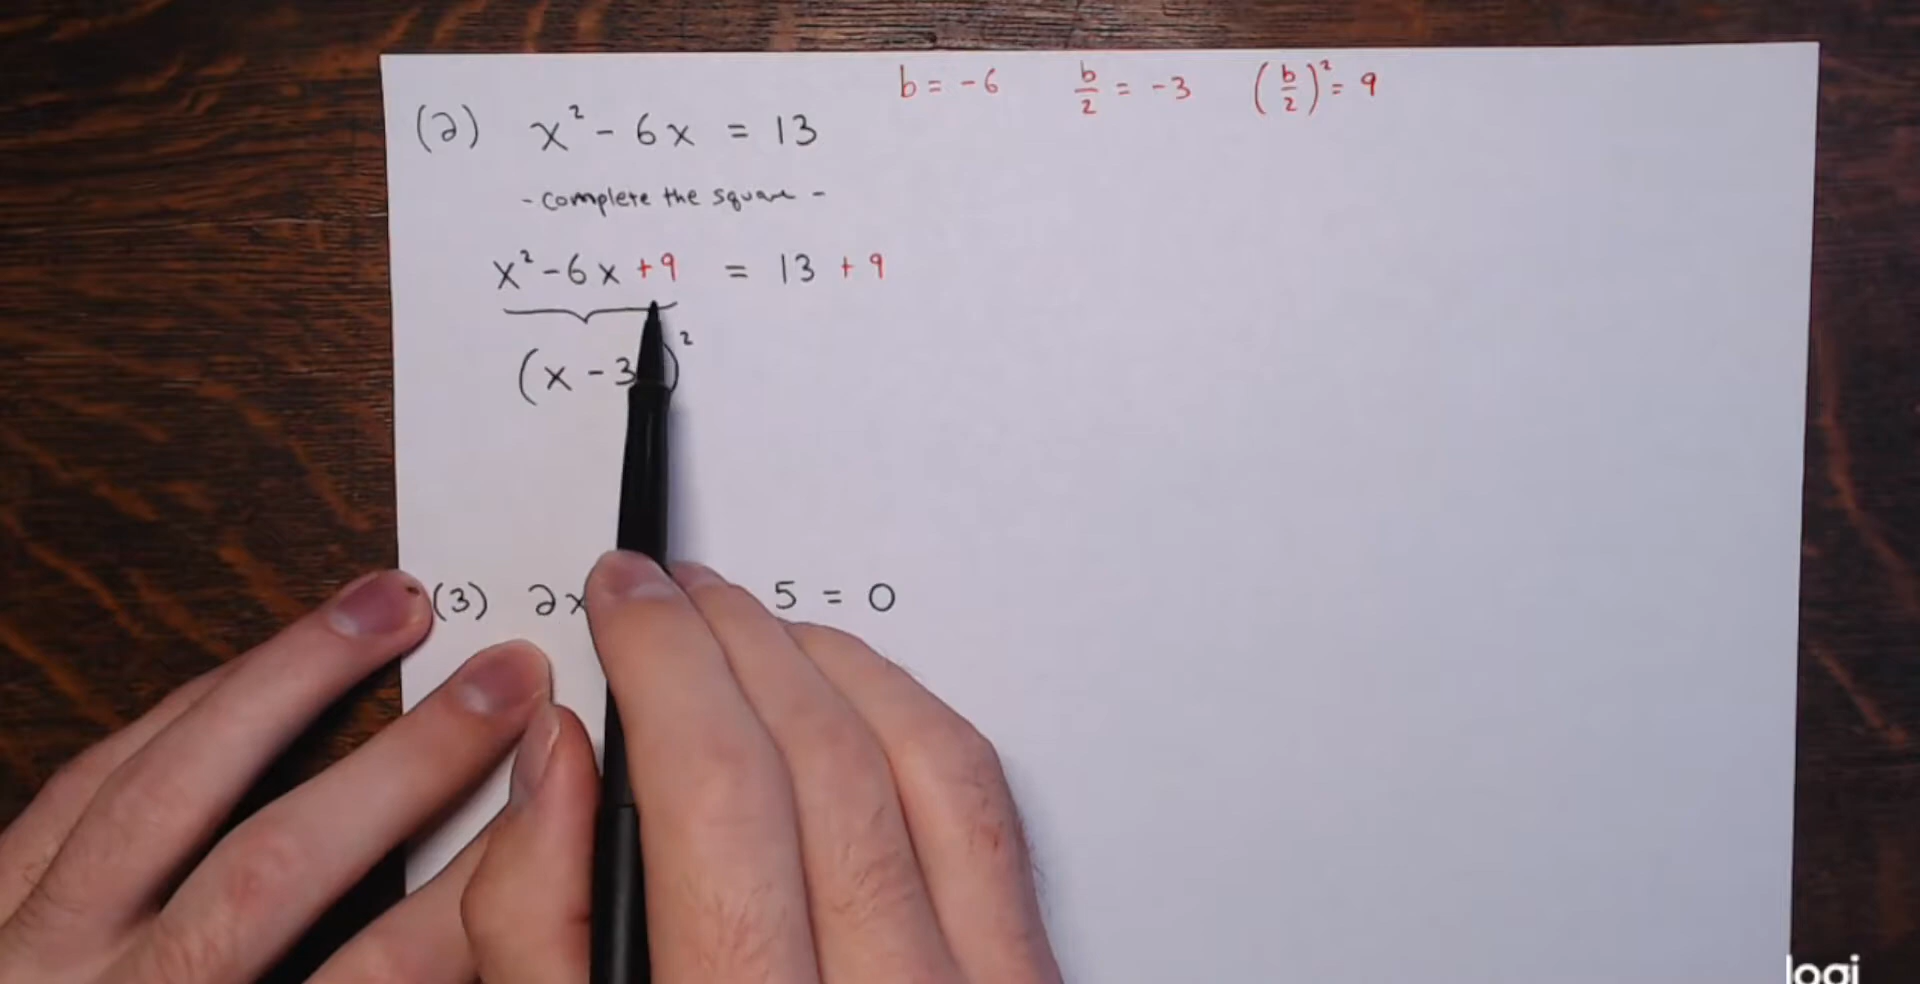 b = -6 b/2 = -3 (b/2)² = 9
(2) x² - 6x = 13
- complete the square -
x² - 6x + 9 = 13 + 9
(x - 3)²
(3) 2x 5 = 0
logi